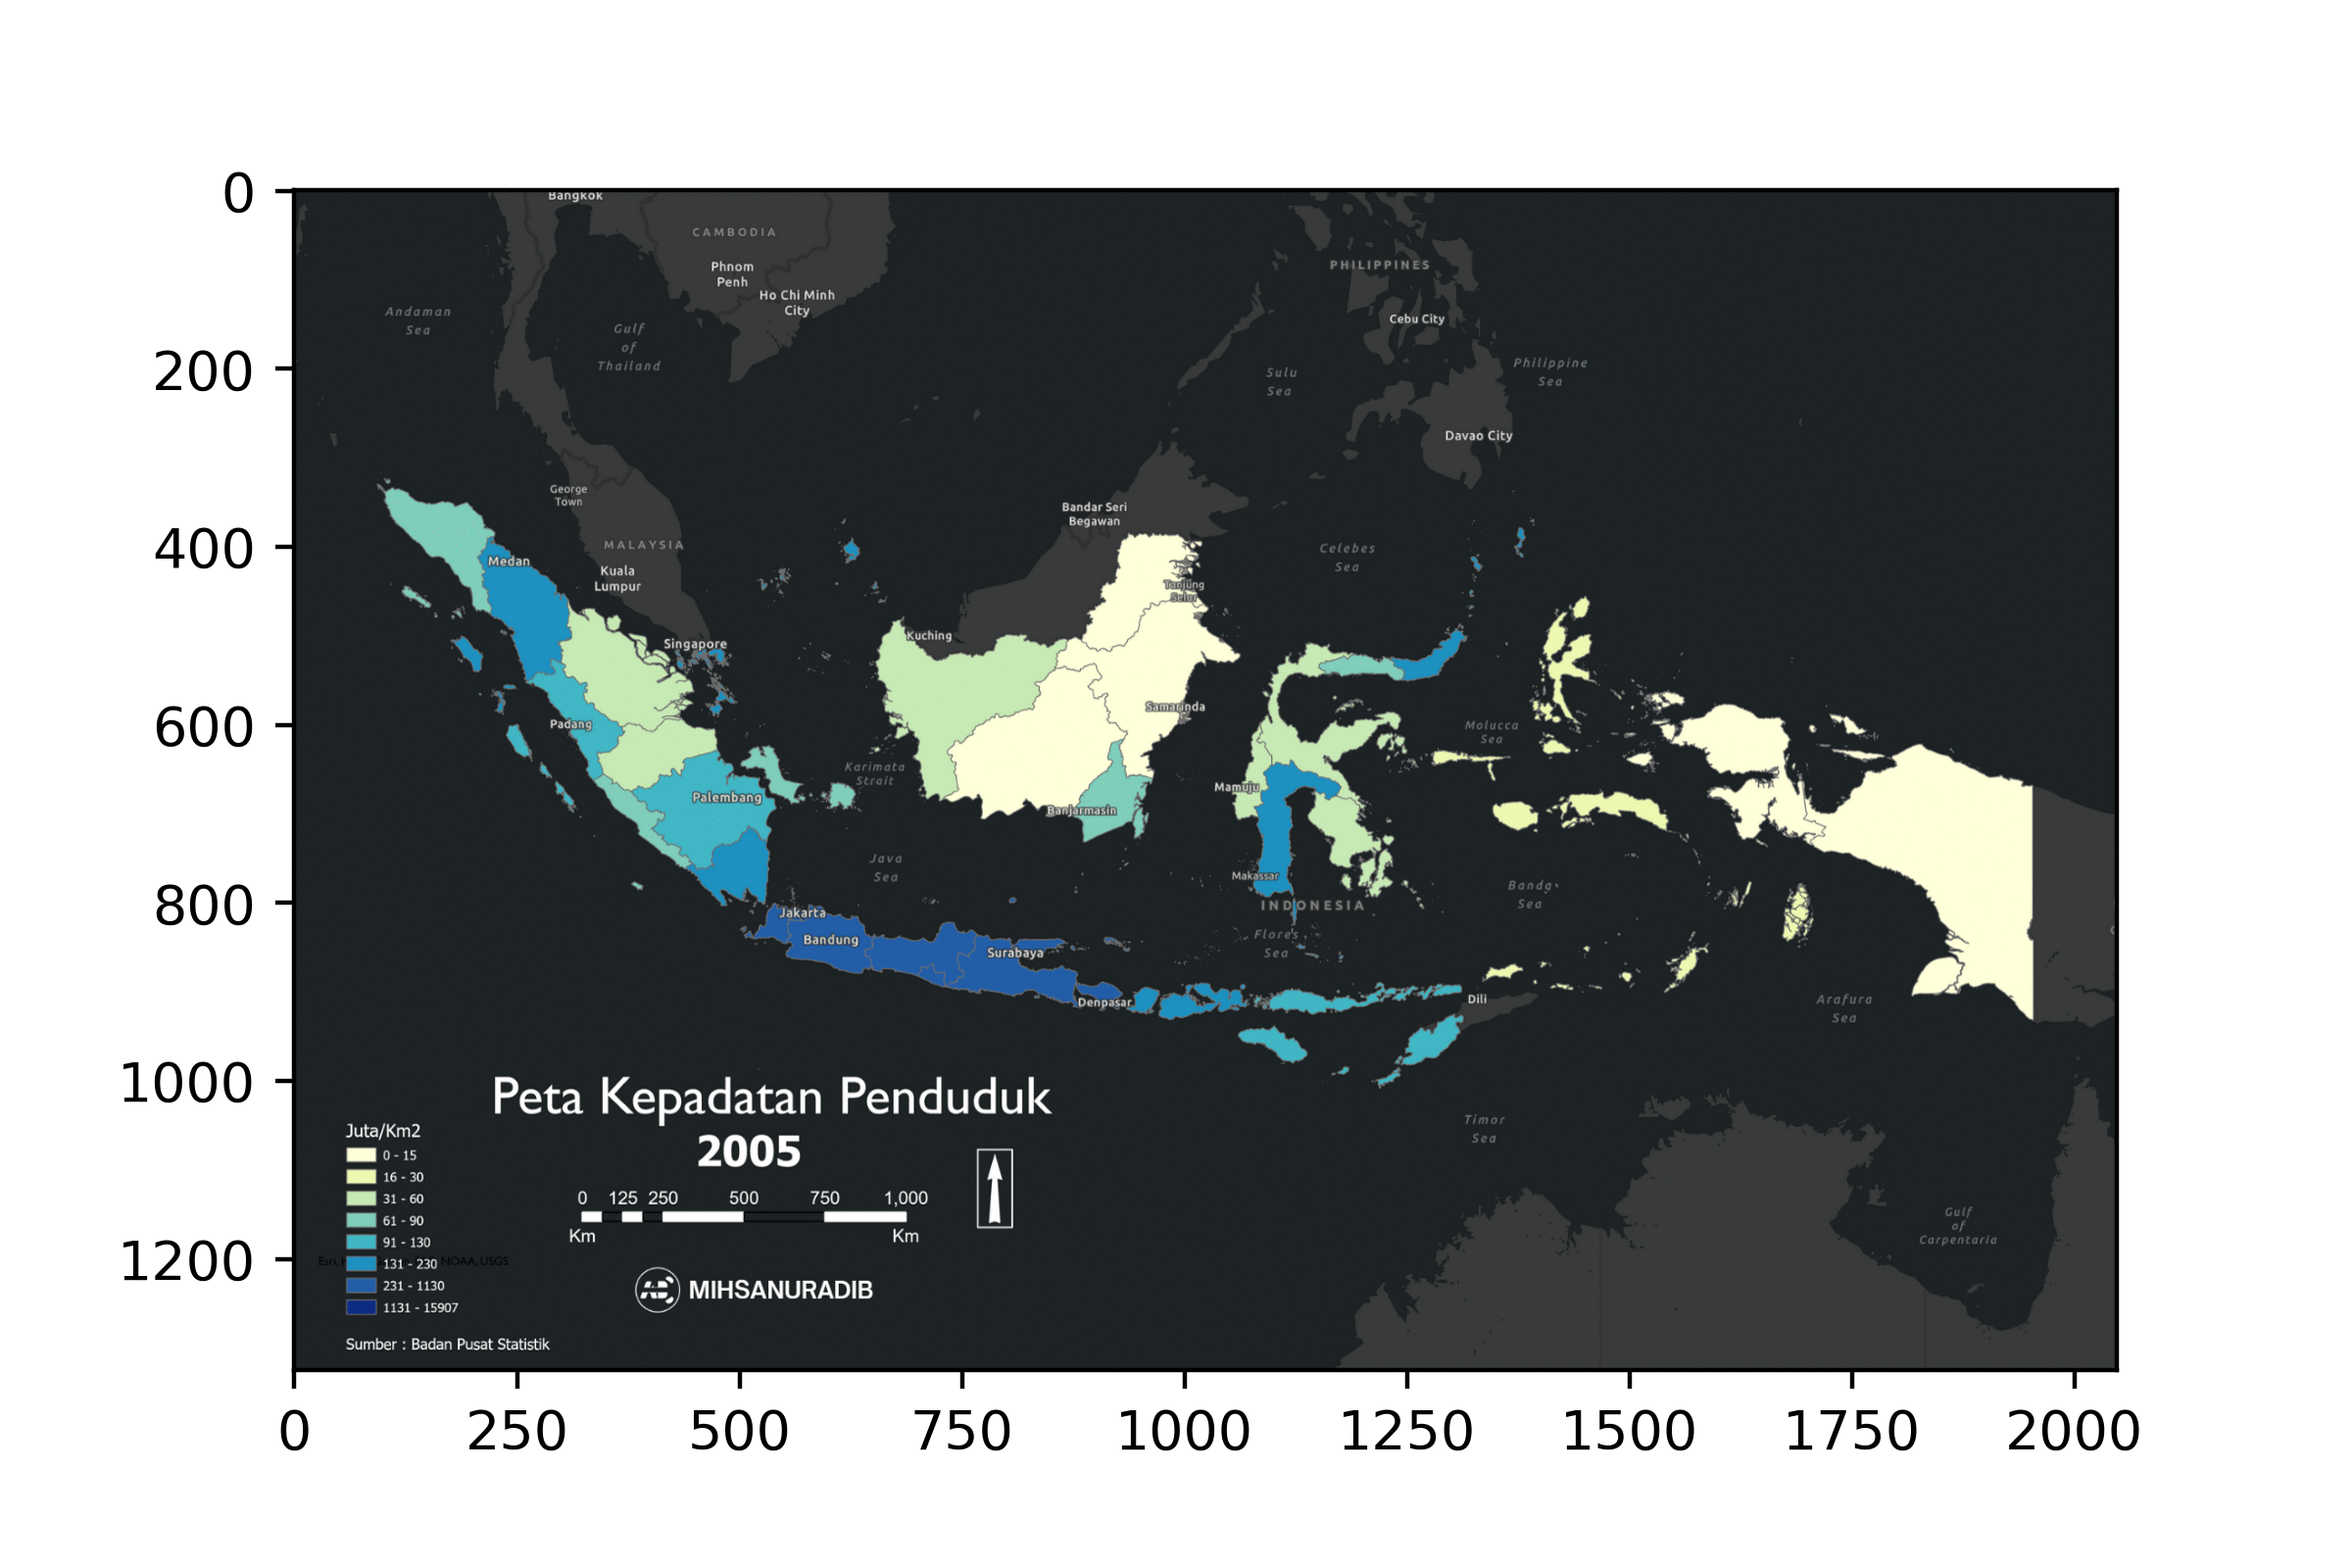 0
200
400
600
800
1000
1200
Bangkok
CAMBODIA
Phnom
Penh
Ho Chi Minh
City
Andaman
Sea
Gulf
of
Thailand
PHILIPPINES
Cebu City
Sulu
Sea
Philippine
Sea
Davao City
George
Town
MALAYSIA
Kuala
Lumpur
Medan
Singapore
Bandar Seri
Begawan
Celebes
Sea
Tanjung
Selor
Kuching
Samarinda
Padang
Palembang
Karimata
Strait
Molucca
Sea
Mamuju
Banjarmasin
Java
Sea
Makassar
INDONESIA
Flores
Sea
Banda
Sea
Jakarta
Bandung
Surabaya
Denpasar
Dili
Arafura
Sea
Timor
Sea
Gulf
of
Carpentaria
Peta Kepadatan Penduduk
2005
0 125 250 500 750 1,000
Km Km
MIHSANURADIB
Juta/Km2
0 - 15
16 - 30
31 - 60
61 - 90
91 - 130
131 - 230
231 - 1130
1131 - 15907
NOAA, USGS
Sumber : Badan Pusat Statistik
0 250 500 750 1000 1250 1500 1750 2000